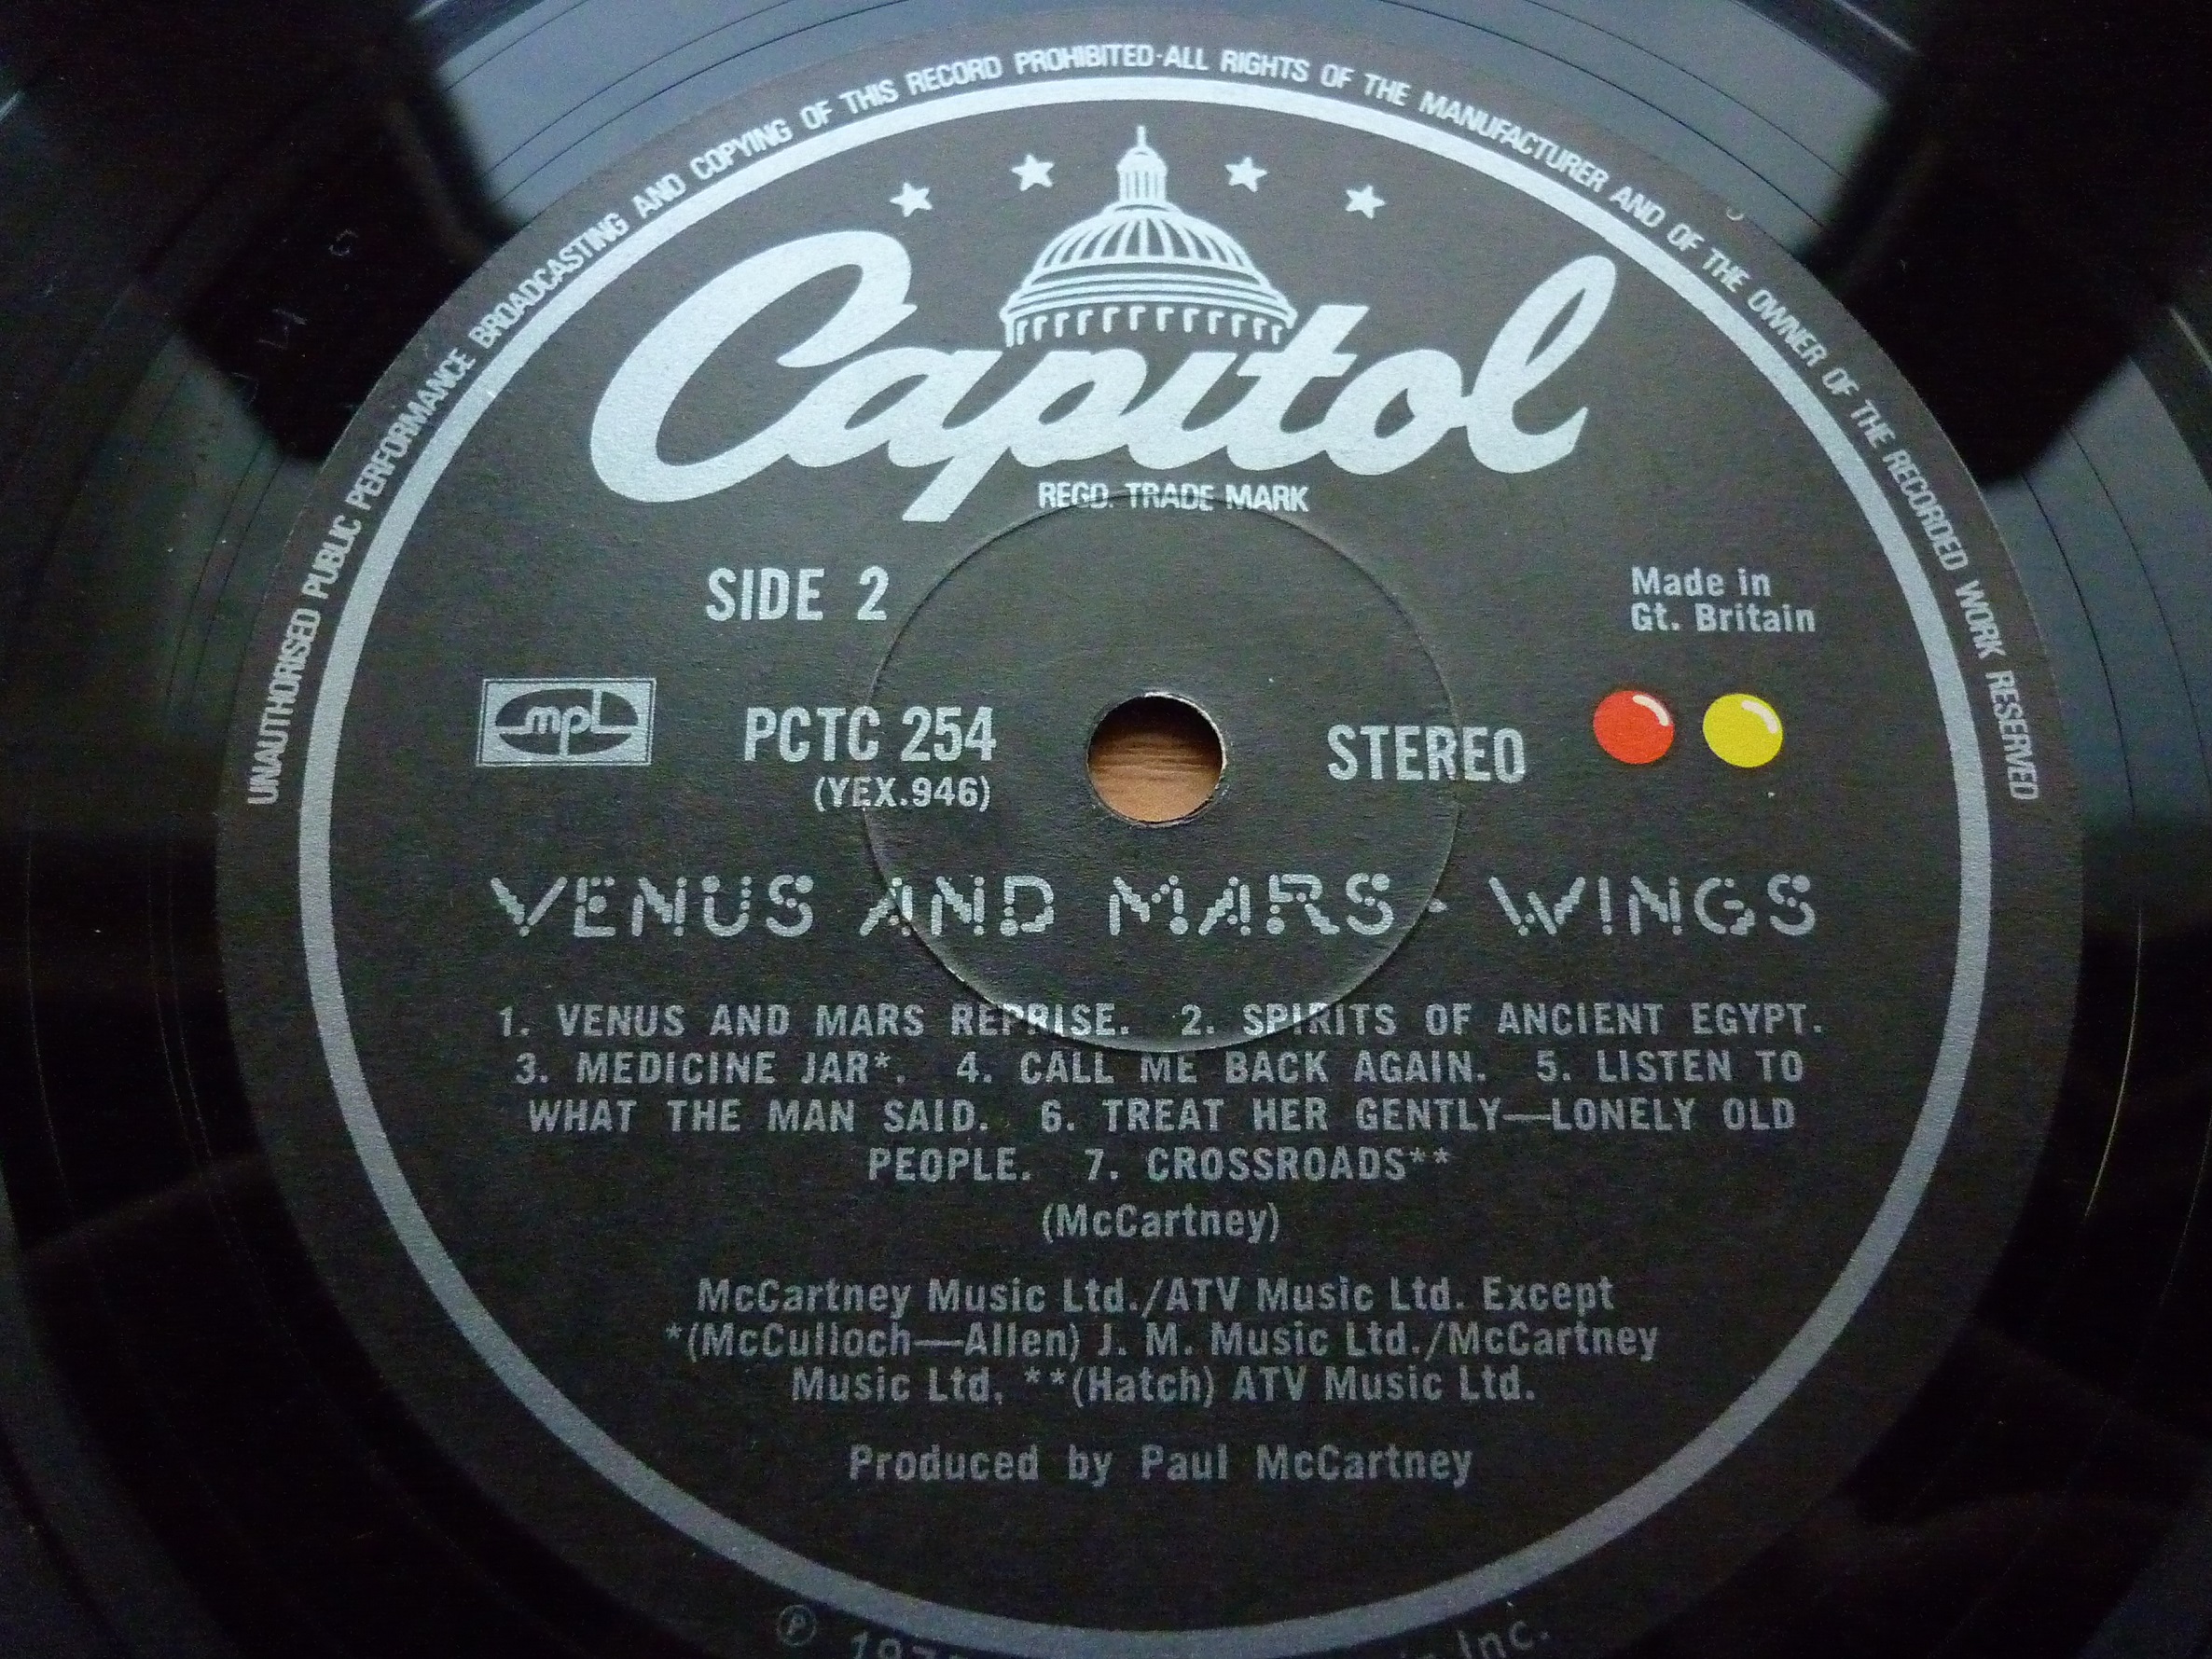 UNAUTHORISED PUBLIC PERFORMANCE BROADCASTING AND COPYING OF THIS RECORD PROHIBITED·ALL RIGHTS OF THE MANUFACTURER AND OF THE OWNER OF THE RECORDED WORK RESERVED
Capitol
REGD. TRADE MARK
SIDE 2
Made in
Gt. Britain
mpl
PCTC 254
STEREO
(YEX.946)
VENUS AND MARS · WINGS
1. VENUS AND MARS REPRISE. 2. SPIRITS OF ANCIENT EGYPT.
3. MEDICINE JAR*. 4. CALL ME BACK AGAIN. 5. LISTEN TO
WHAT THE MAN SAID. 6. TREAT HER GENTLY—LONELY OLD
PEOPLE. 7. CROSSROADS**
(McCartney)
McCartney Music Ltd./ATV Music Ltd. Except
*(McCulloch—Allen) J. M. Music Ltd./McCartney
Music Ltd. **(Hatch) ATV Music Ltd.
Produced by Paul McCartney
℗ Inc.